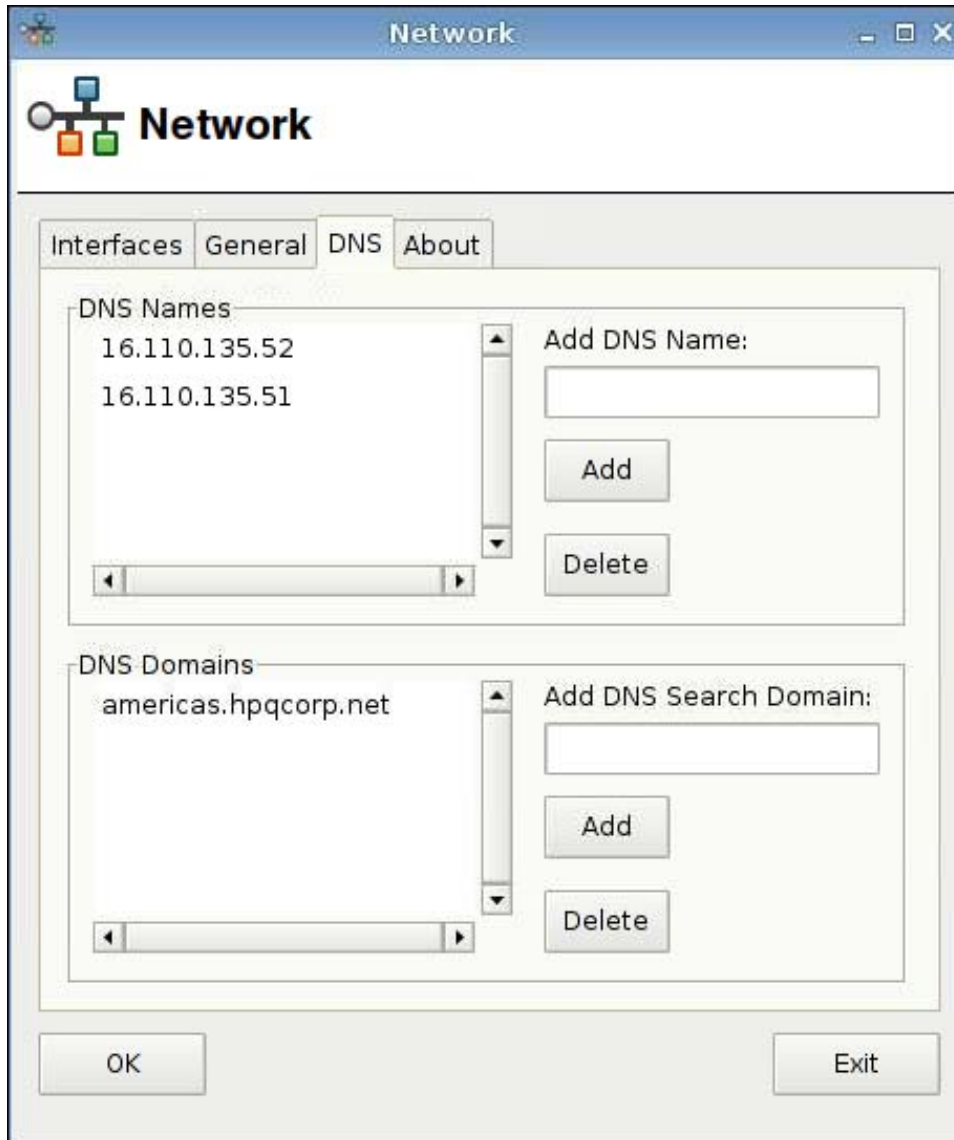 Network
Network
Interfaces General DNS About
DNS Names
16.110.135.52
16.110.135.51
Add DNS Name:
Add
Delete
DNS Domains
americas.hpqcorp.net
Add DNS Search Domain:
Add
Delete
OK
Exit